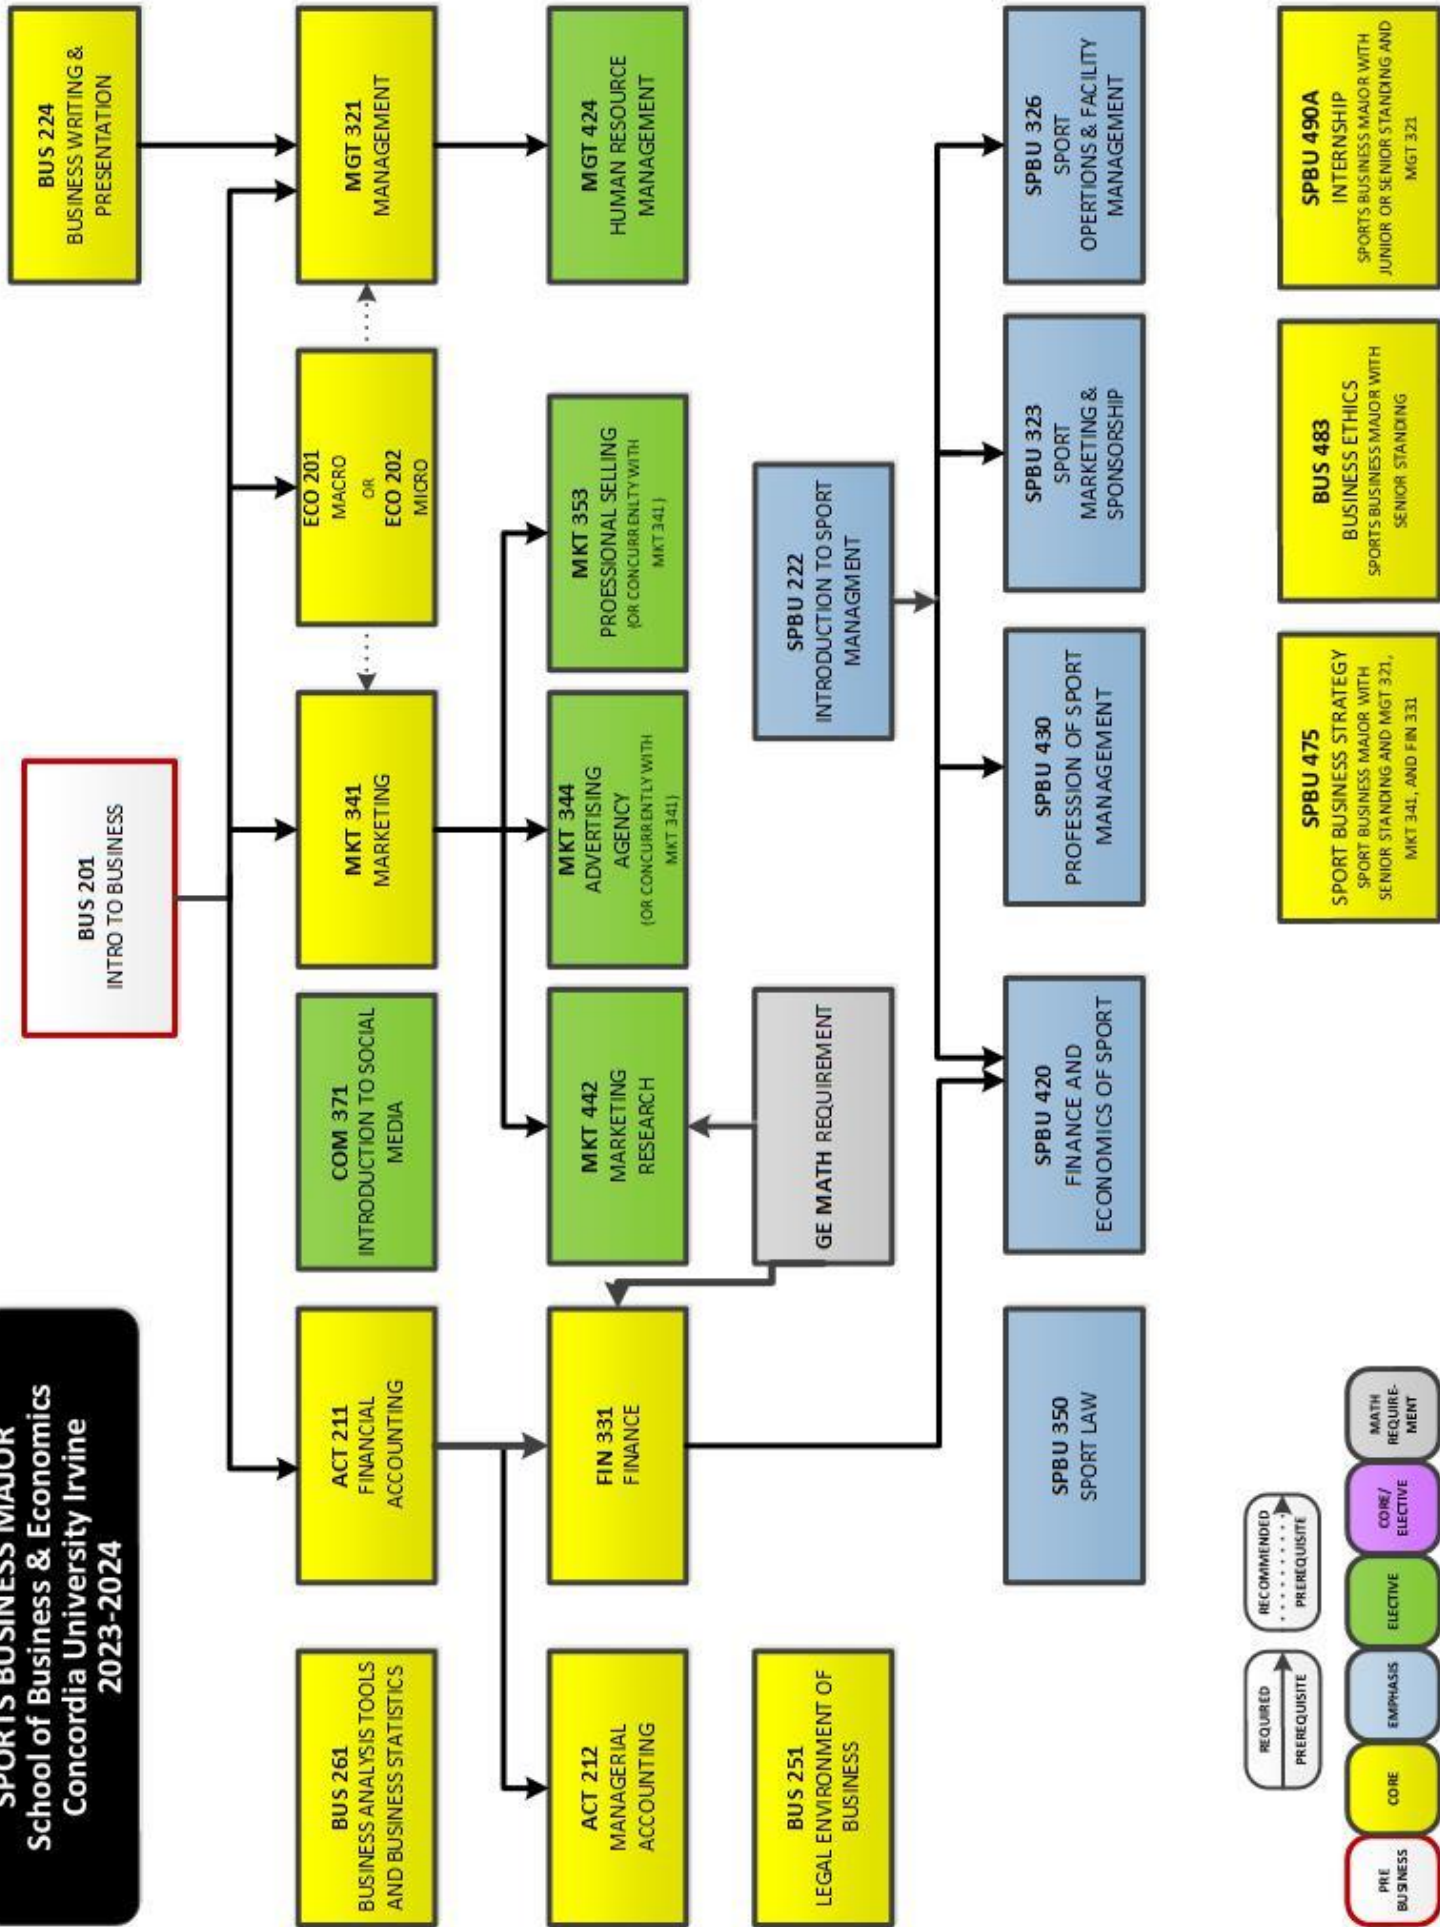 SPORTS BUSINESS MAJOR
School of Business & Economics
Concordia University Irvine
2023-2024
BUS 201
INTRO TO BUSINESS
BUS 224
BUSINESS WRITING &
PRESENTATION
BUS 261
BUSINESS ANALYSIS TOOLS
AND BUSINESS STATISTICS
ACT 211
FINANCIAL
ACCOUNTING
COM 371
INTRODUCTION TO SOCIAL
MEDIA
MKT 341
MARKETING
ECO 201
MACRO
OR
ECO 202
MICRO
MGT 321
MANAGEMENT
ACT 212
MANAGERIAL
ACCOUNTING
FIN 331
FINANCE
MKT 442
MARKETING
RESEARCH
MKT 344
ADVERTISING
AGENCY
(OR CONCURRENTLY WITH
MKT 341)
MKT 353
PROESSIONAL SELLING
(OR CONCURRENLTY WITH
MKT 341)
MGT 424
HUMAN RESOURCE
MANAGEMENT
BUS 251
LEGAL ENVIRONMENT OF
BUSINESS
GE MATH REQUIREMENT
SPBU 222
INTRODUCTION TO SPORT
MANAGMENT
SPBU 350
SPORT LAW
SPBU 420
FINANCE AND
ECONOMICS OF SPORT
SPBU 430
PROFESSION OF SPORT
MANAGEMENT
SPBU 323
SPORT
MARKETING &
SPONSORSHIP
SPBU 326
SPORT
OPERTIONS & FACILITY
MANAGEMENT
SPBU 475
SPORT BUSINESS STRATEGY
SPORT BUSINESS MAJOR WITH
SENIOR STANDING AND MGT 321,
MKT 341, AND FIN 331
BUS 483
BUSINESS ETHICS
SPORTS BUSINESS MAJOR WITH
SENIOR STANDING
SPBU 490A
INTERNSHIP
SPORTS BUSINESS MAJOR WITH
JUNIOR OR SENIOR STANDING AND
MGT 321
REQUIRED
PREREQUISITE
RECOMMENDED
PREREQUISITE
PRE
BUSINESS
CORE
EMPHASIS
ELECTIVE
CORE/
ELECTIVE
MATH
REQUIRE-
MENT